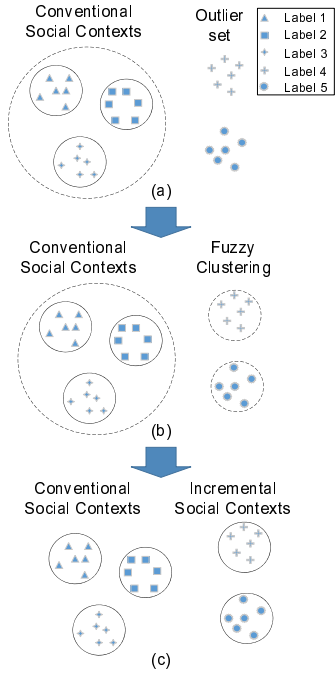 Conventional
Social Contexts
Outlier
set
Label 1
Label 2
Label 3
Label 4
Label 5
(a)
Conventional
Social Contexts
Fuzzy
Clustering
(b)
Conventional
Social Contexts
Incremental
Social Contexts
(c)